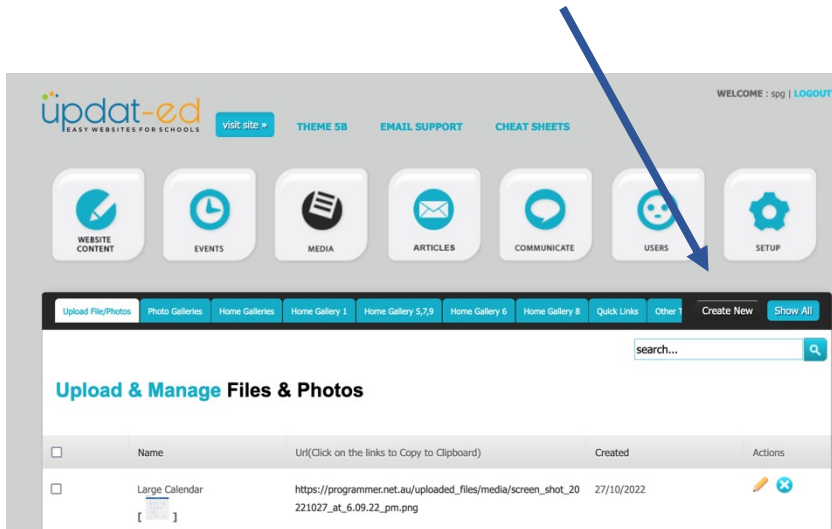 WELCOME : spg | LOGOUT
updat-ed
EASY WEBSITES FOR SCHOOLS
visit site »
THEME 5B
EMAIL SUPPORT
CHEAT SHEETS
WEBSITE
CONTENT
EVENTS
MEDIA
ARTICLES
COMMUNICATE
USERS
SETUP
Upload File/Photos
Photo Galleries
Home Galleries
Home Gallery 1
Home Gallery 5,7,9
Home Gallery 6
Home Gallery 8
Quick Links
Other T
Create New
Show All
search...
Upload & Manage Files & Photos
Name
Url(Click on the links to Copy to Clipboard)
Created
Actions
Large Calendar
[ ]
https://programmer.net.au/uploaded_files/media/screen_shot_20
221027_at_6.09.22_pm.png
27/10/2022